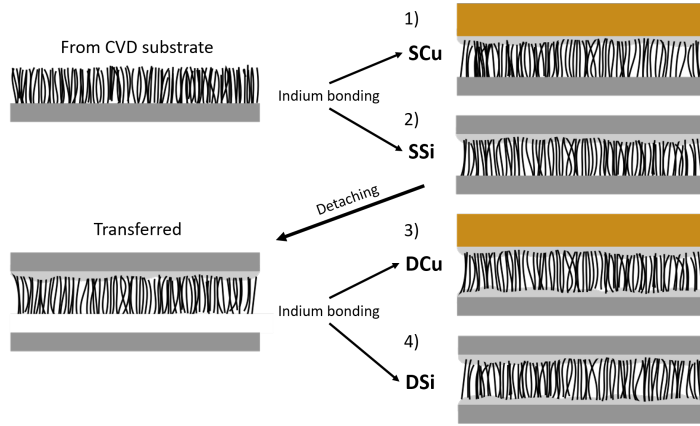 From CVD substrate
Indium bonding
1)
SCu
2)
SSi
Detaching
Transferred
Indium bonding
3)
DCu
4)
DSi